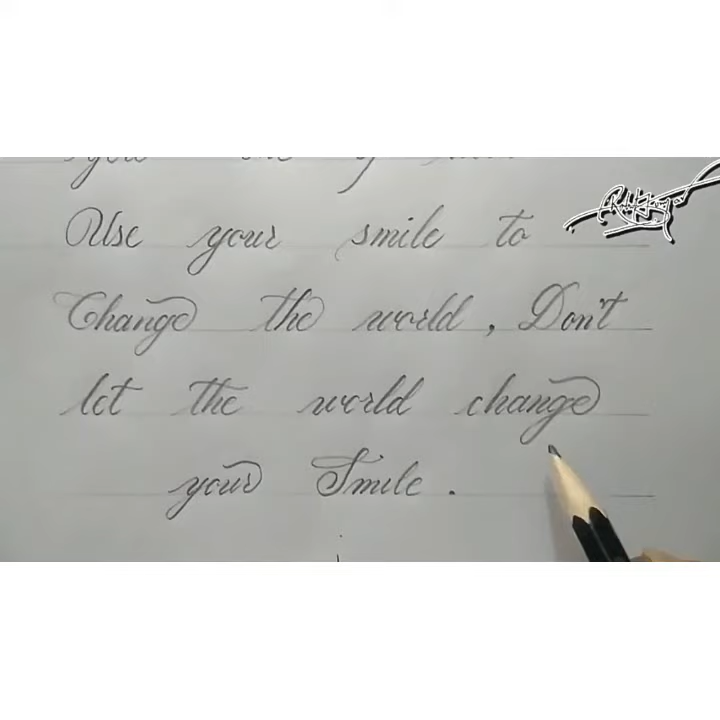 Use your smile to
Change the world, Don't
let the world change
your Smile.